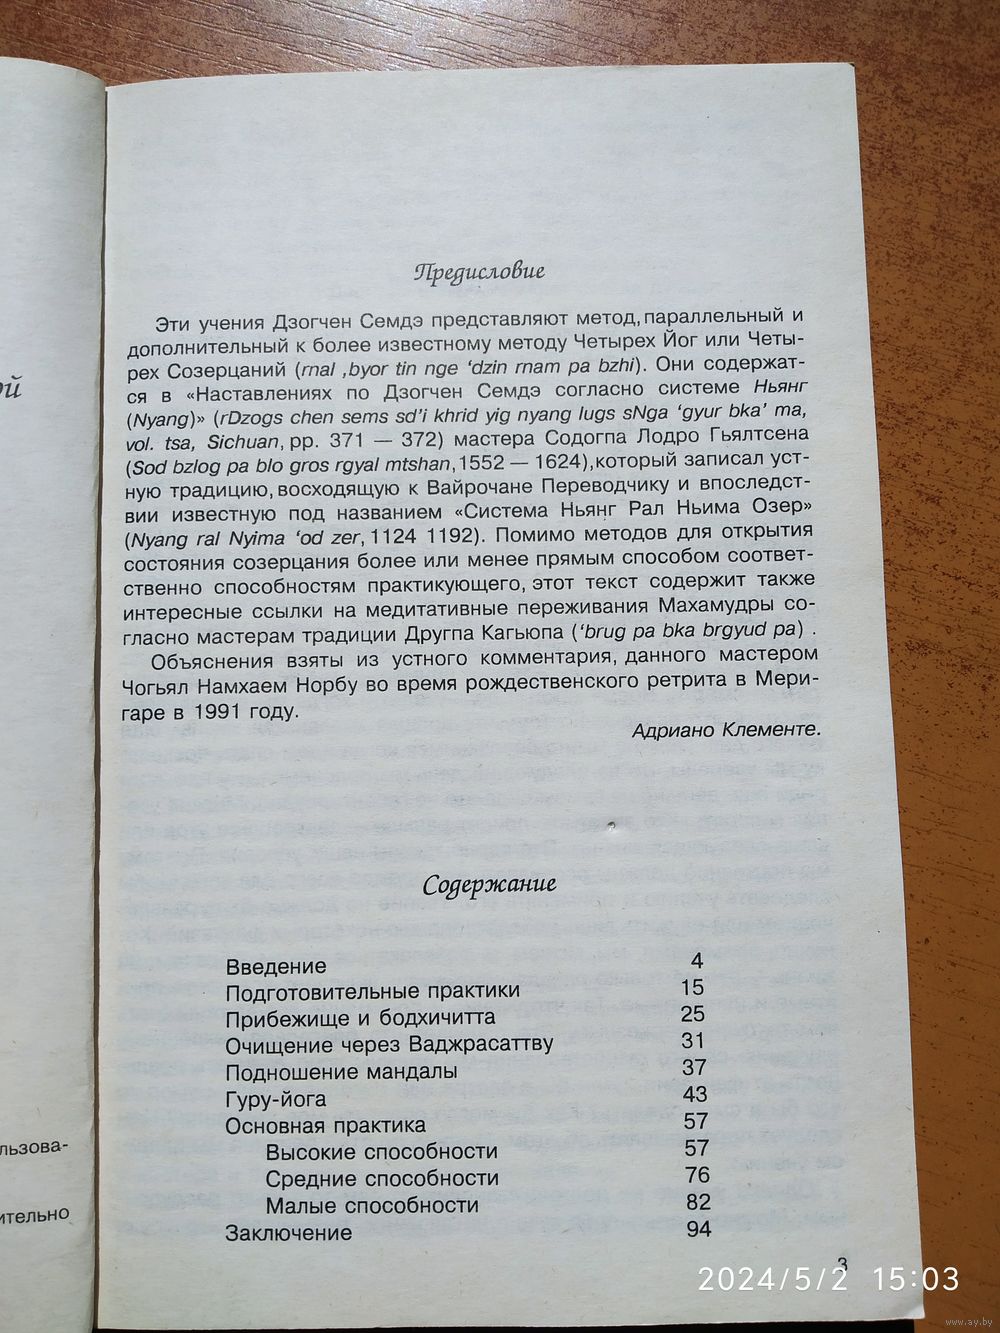 Предисловие
Эти учения Дзогчен Семдэ представляют метод, параллельный и
дополнительный к более известному методу Четырех Йог или Четы-
рех Созерцаний (rnal ,byor tin nge ‘dzin rnam pa bzhi). Они содержат-
ся в «Наставлениях по Дзогчен Семдэ согласно системе Ньянг
(Nyang)» (rDzogs chen sems sd’i khrid yig nyang lugs sNga ‘gyur bka’ ma,
vol. tsa, Sichuan, pp. 371 — 372) мастера Содогпа Лодро Гьялтсена
(Sod bzlog pa blo gros rgyal mtshan, 1552 — 1624),который записал уст-
ную традицию, восходящую к Вайрочане Переводчику и впоследст-
вии известную под названием «Система Ньянг Рал Ньима Озер»
(Nyang ral Nyima ‘od zer, 1124 1192). Помимо методов для открытия
состояния созерцания более или менее прямым способом соответ-
ственно способностям практикующего, этот текст содержит также
интересные ссылки на медитативные переживания Махамудры со-
гласно мастерам традиции Другпа Кагьюпа (‘brug pa bka brgyud pa) .
Объяснения взяты из устного комментария, данного мастером
Чогьял Намхаем Норбу во время рождественского ретрита в Мери-
гаре в 1991 году.
Адриано Клементе.
Содержание
Введение 4
Подготовительные практики 15
Прибежище и бодхичитта 25
Очищение через Ваджрасаттву 31
Подношение мандалы 37
Гуру-йога 43
Основная практика 57
Высокие способности 57
Средние способности 76
Малые способности 82
Заключение 94
3
ой
льзова-
ительно
2024/5/2 15:03
www.ay.by